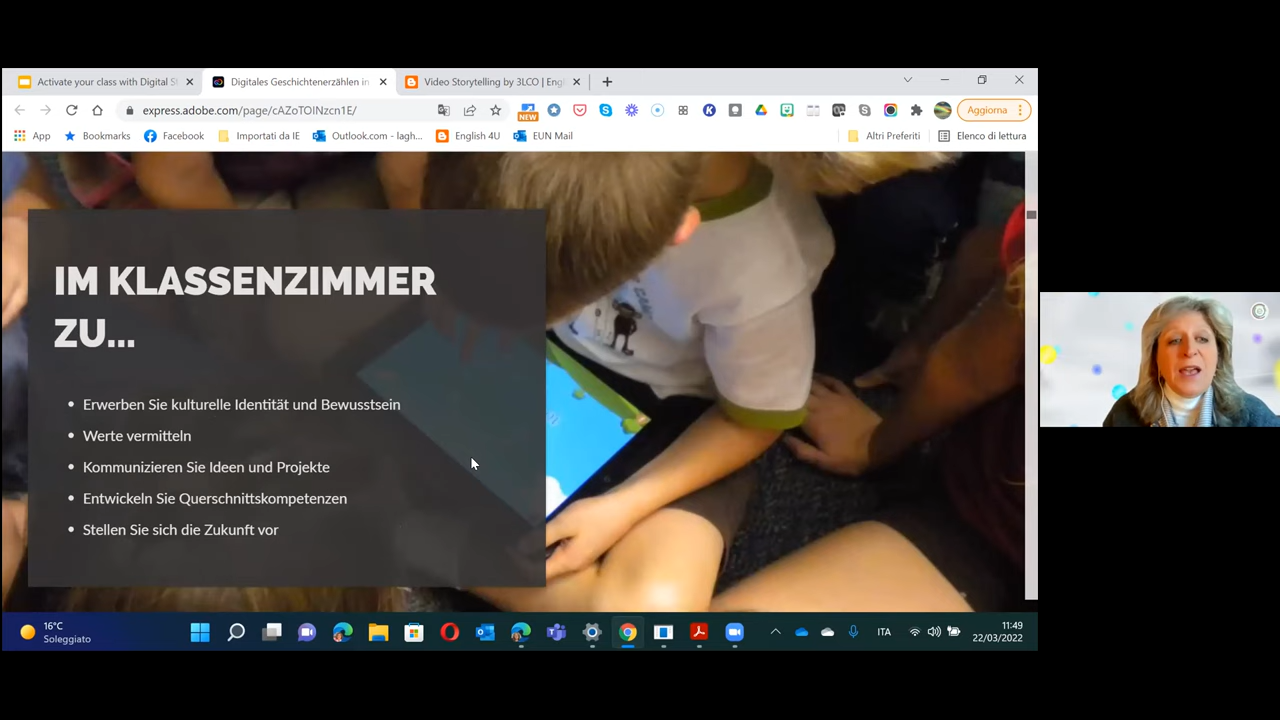 Activate your class with Digital S
Digitales Geschichtenerzählen in
Video Storytelling by 3LCO | Eng
express.adobe.com/page/cAZoTOINzcn1E/
NEW
Aggiorna
App
Bookmarks
Facebook
Importati da IE
Outlook.com - lagh...
English 4U
EUN Mail
Altri Preferiti
Elenco di lettura
IM KLASSENZIMMER
ZU...
• Erwerben Sie kulturelle Identität und Bewusstsein
• Werte vermitteln
• Kommunizieren Sie Ideen und Projekte
• Entwickeln Sie Querschnittskompetenzen
• Stellen Sie sich die Zukunft vor
16°C
Soleggiato
ITA
11:49
22/03/2022